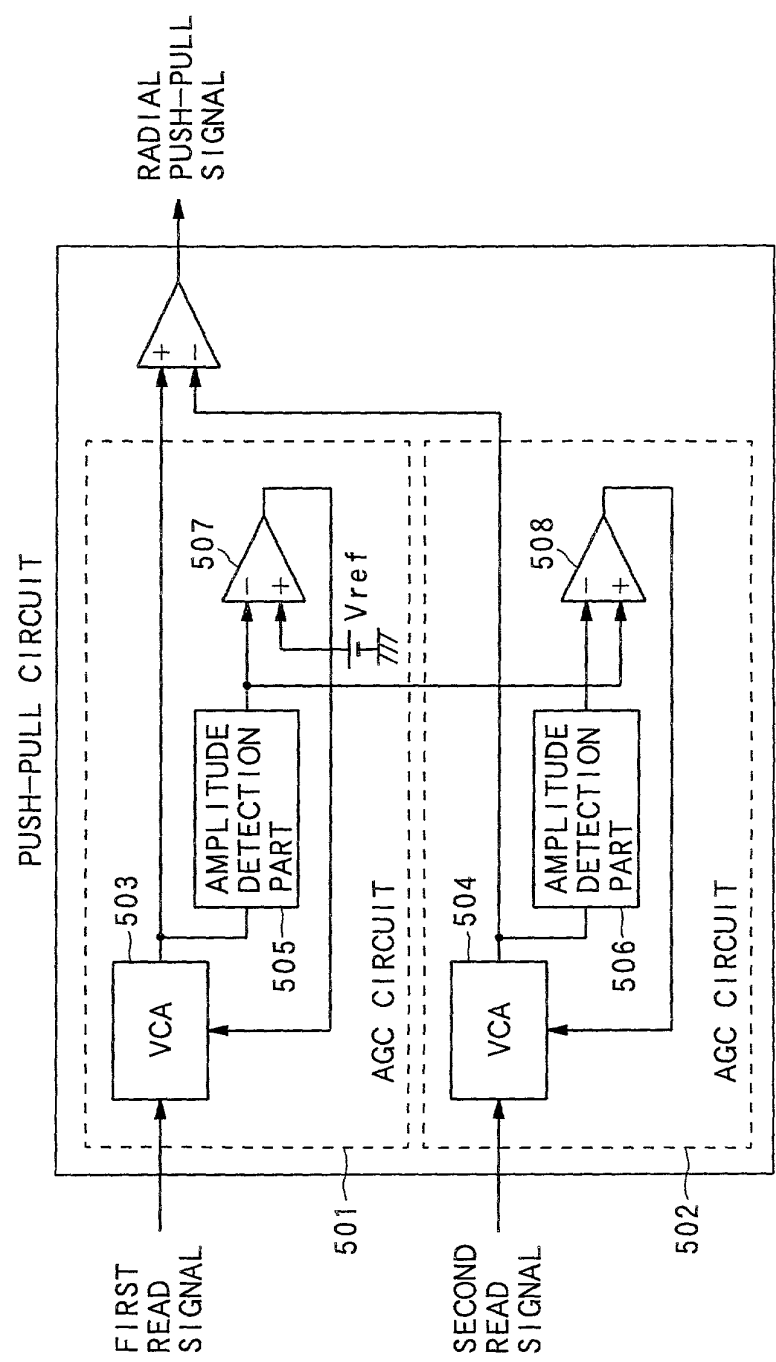 PUSH-PULL CIRCUIT
FIRST
READ
SIGNAL
VCA
503
AMPLITUDE
DETECTION
PART
505
507
-
+
Vref
AGC CIRCUIT
501
+
-
RADIAL
PUSH-PULL
SIGNAL
SECOND
READ
SIGNAL
VCA
504
AMPLITUDE
DETECTION
PART
506
508
-
+
AGC CIRCUIT
502